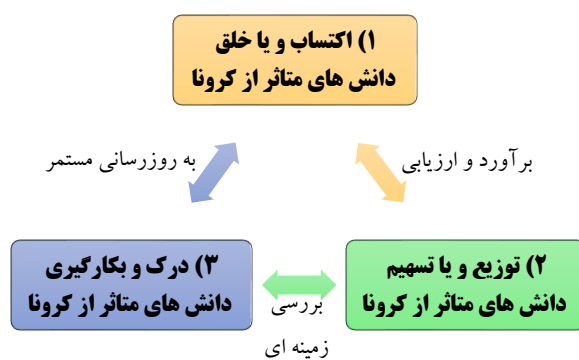 ۱) اکتساب و یا خلق
دانش های متاثر از کرونا
برآورد و ارزیابی
به روزرسانی مستمر
۲) توزیع و یا تسهیم
دانش های متاثر از کرونا
بررسی
زمینه ای
۳) درک و بکارگیری
دانش های متاثر از کرونا